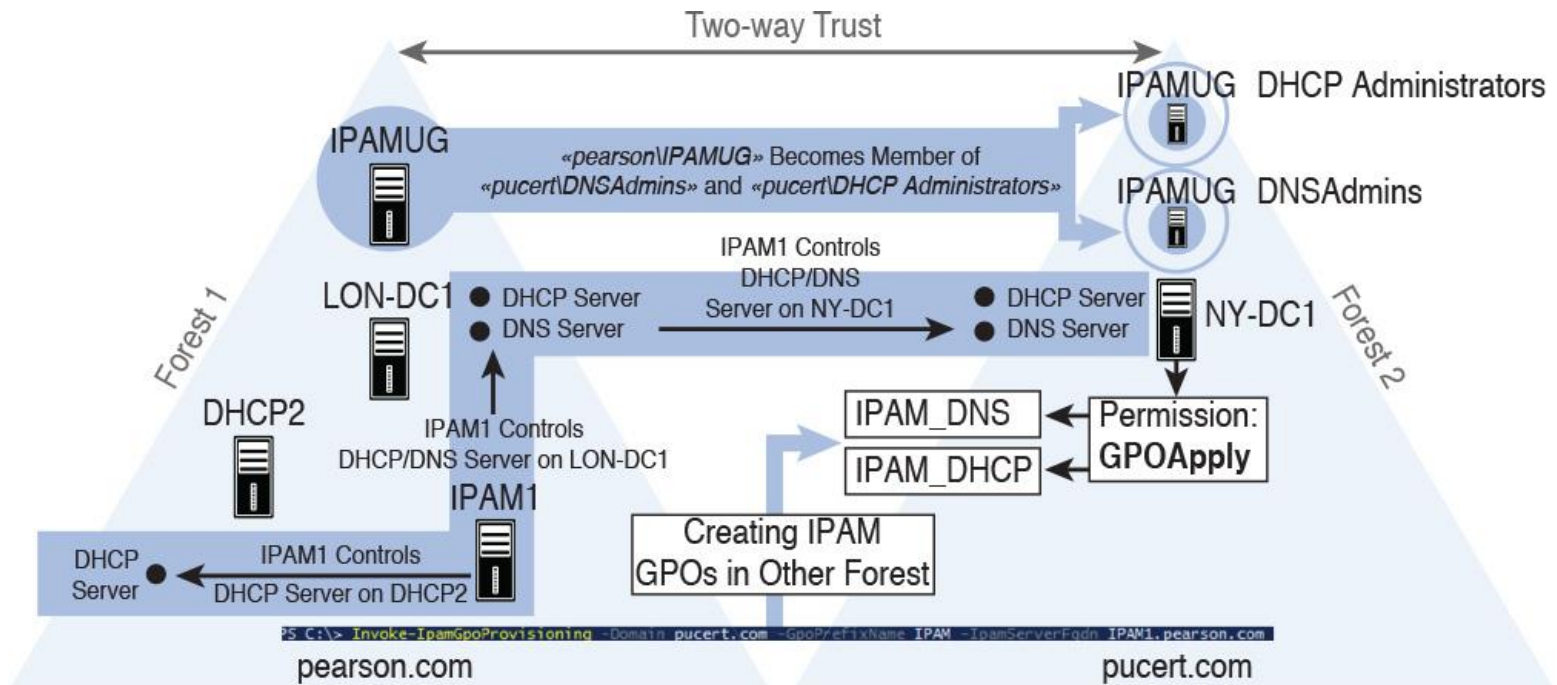 Two-way Trust
IPAMUG DHCP Administrators
IPAMUG
«pearson\IPAMUG» Becomes Member of
«pucert\DNSAdmins» and «pucert\DHCP Administrators»
IPAMUG DNSAdmins
Forest 1
LON-DC1
DHCP Server
DNS Server
IPAM1 Controls
DHCP/DNS
Server on NY-DC1
DHCP Server
DNS Server
NY-DC1
Forest 2
DHCP2
IPAM1 Controls
DHCP/DNS Server on LON-DC1
IPAM1
IPAM_DNS
IPAM_DHCP
Permission:
GPOApply
Creating IPAM
GPOs in Other Forest
DHCP
Server
IPAM1 Controls
DHCP Server on DHCP2
PS C:\> Invoke-IpamGpoProvisioning -Domain pucert.com -GpoPrefixName IPAM -IpamServerFqdn IPAM1.pearson.com
pearson.com
pucert.com